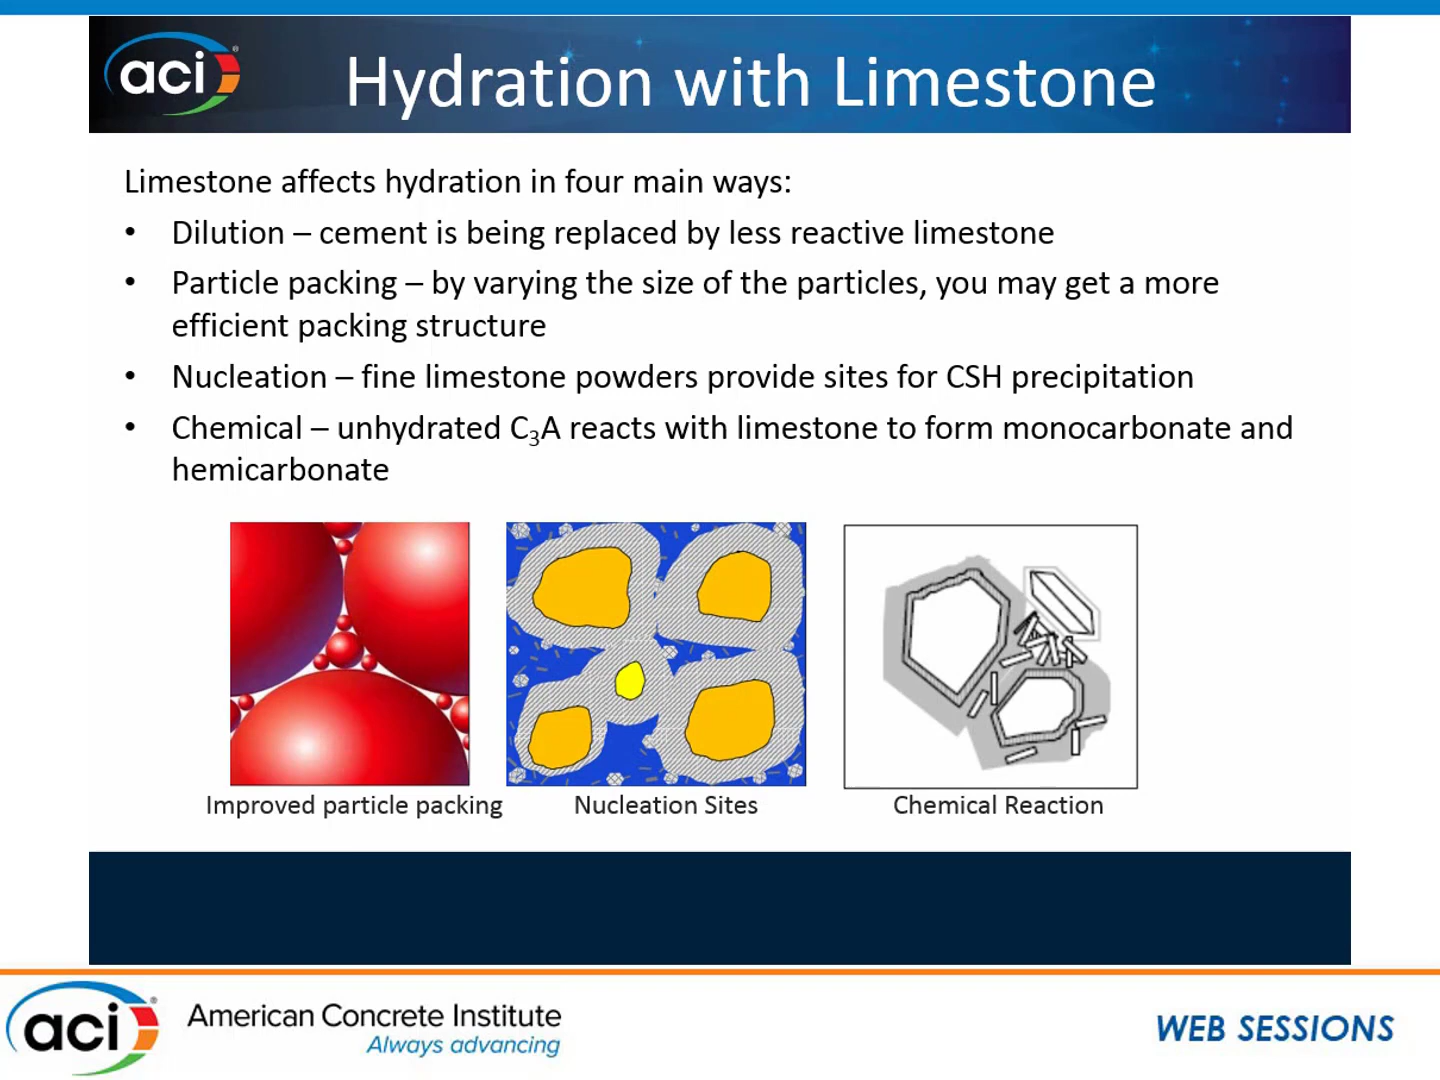 aci®
Hydration with Limestone
Limestone affects hydration in four main ways:
• Dilution – cement is being replaced by less reactive limestone
• Particle packing – by varying the size of the particles, you may get a more
efficient packing structure
• Nucleation – fine limestone powders provide sites for CSH precipitation
• Chemical – unhydrated C₃A reacts with limestone to form monocarbonate and
hemicarbonate
Improved particle packing
Nucleation Sites
Chemical Reaction
aci®
American Concrete Institute
Always advancing
WEB SESSIONS